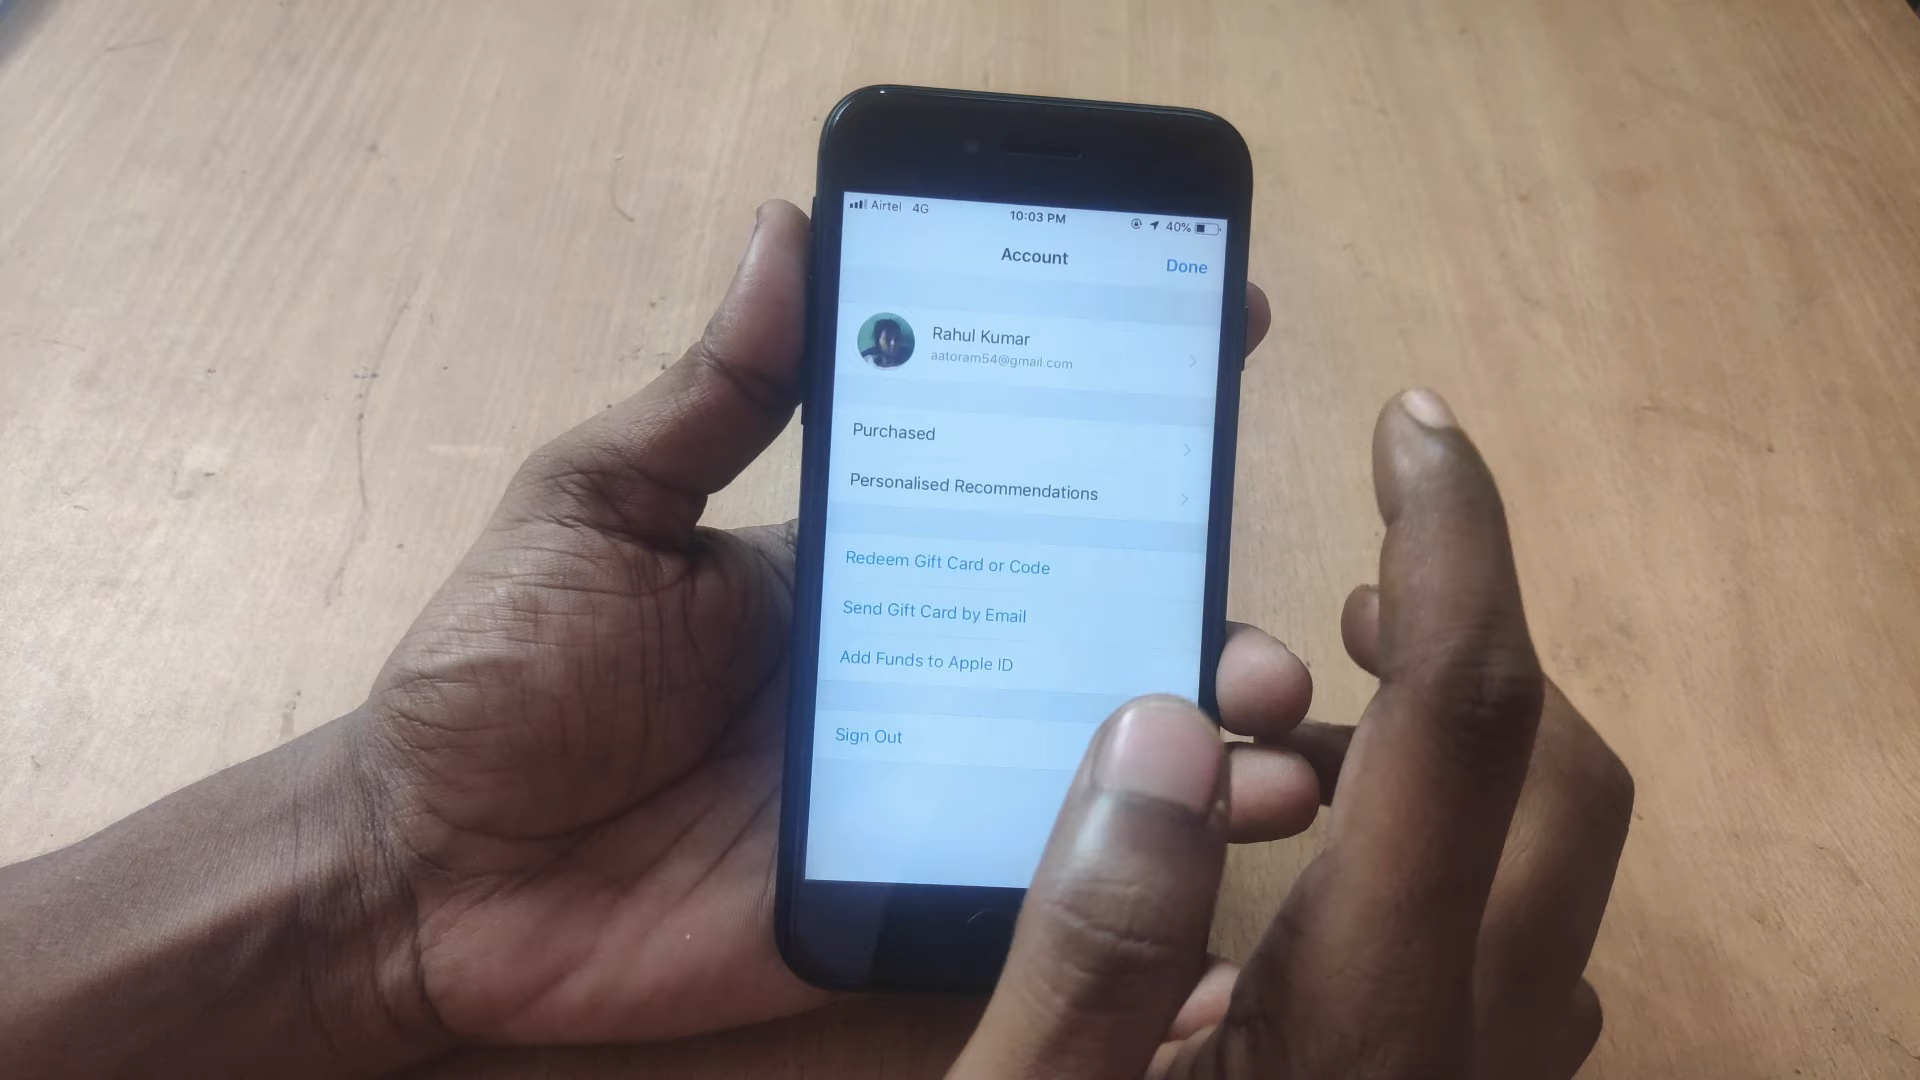 Airtel 4G 10:03 PM 40%
Account Done
Rahul Kumar
aatoram54@gmail.com
Purchased
Personalised Recommendations
Redeem Gift Card or Code
Send Gift Card by Email
Add Funds to Apple ID
Sign Out